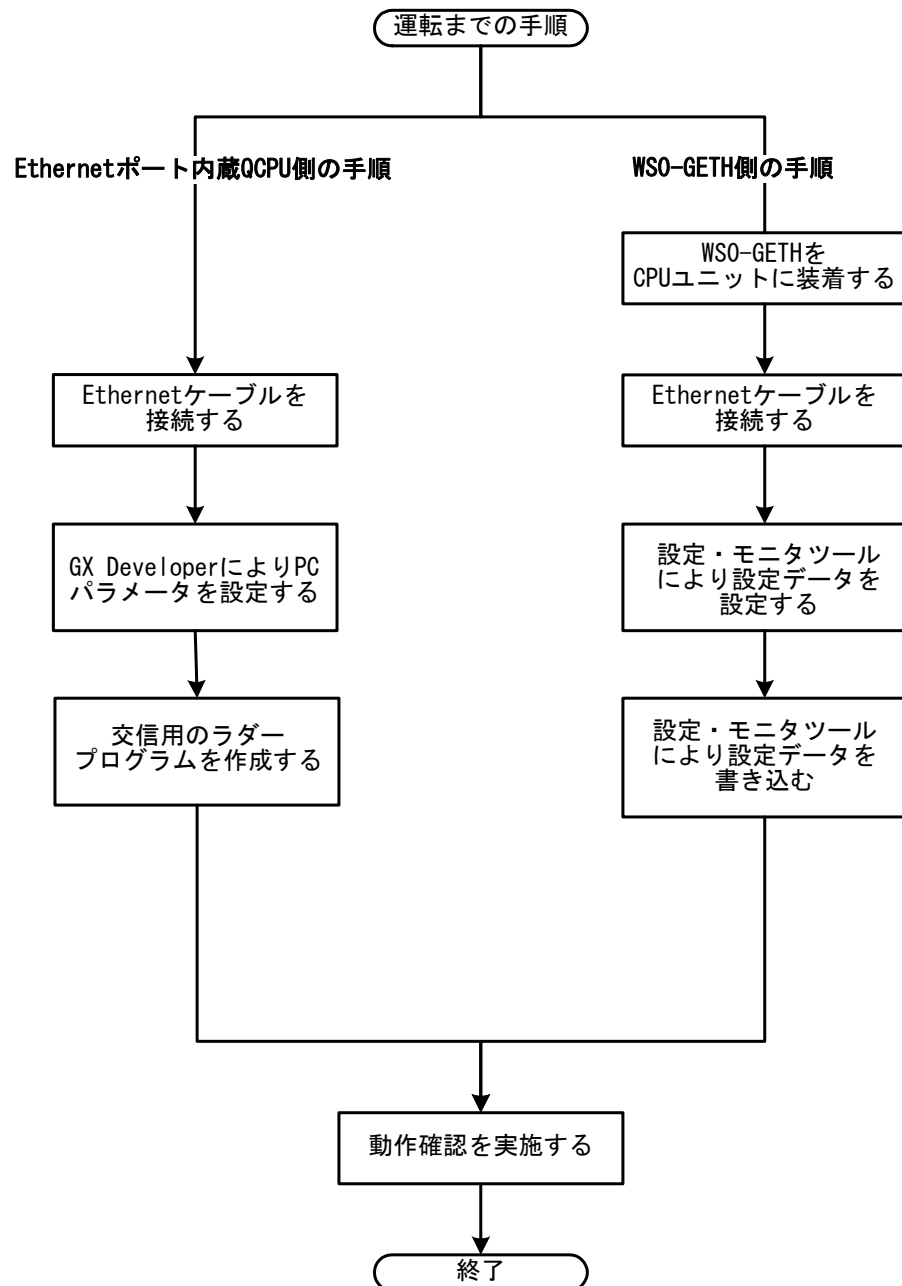 運転までの手順
Ethernetポート内蔵QCPU側の手順
WS0-GETH側の手順
WS0-GETHを
CPUユニットに装着する
Ethernetケーブルを
接続する
Ethernetケーブルを
接続する
GX DeveloperによりPC
パラメータを設定する
設定・モニタツール
により設定データを
設定する
交信用のラダー
プログラムを作成する
設定・モニタツール
により設定データを
書き込む
動作確認を実施する
終了